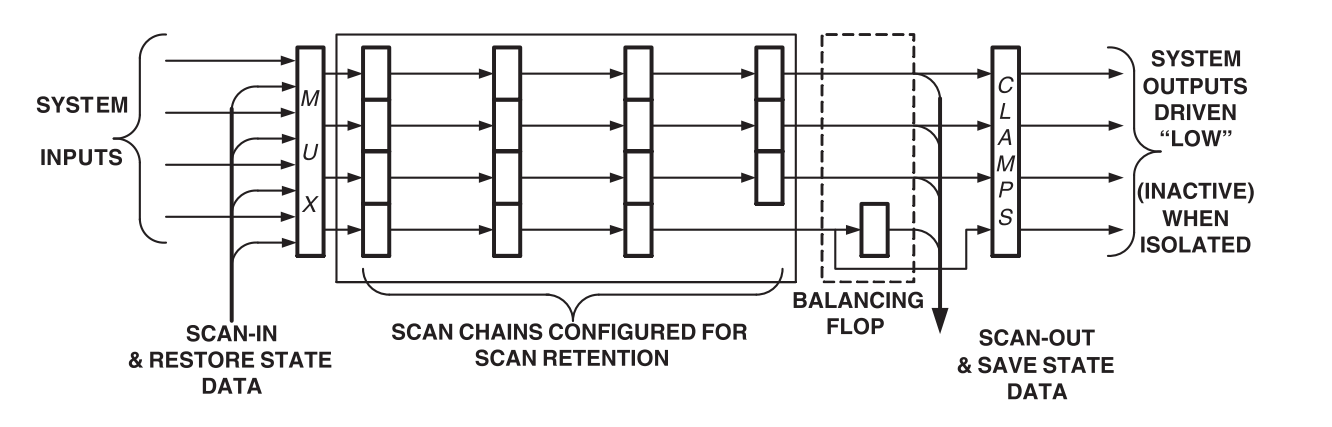 SYSTEM
INPUTS
M
U
X
C
L
A
M
P
S
SYSTEM
OUTPUTS
DRIVEN
“LOW”
(INACTIVE)
WHEN
ISOLATED
BALANCING
FLOP
SCAN-IN
& RESTORE STATE
DATA
SCAN CHAINS CONFIGURED FOR
SCAN RETENTION
SCAN-OUT
& SAVE STATE
DATA